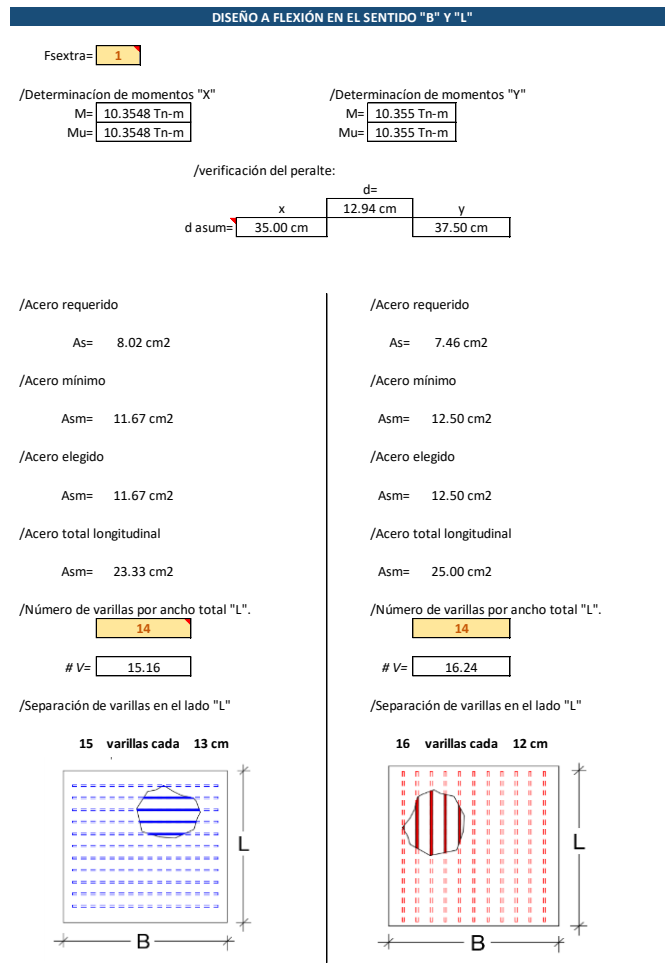 DISEÑO A FLEXIÓN EN EL SENTIDO "B" Y "L"
Fsextra= 1
/Determinacíon de momentos "X" /Determinacíon de momentos "Y"
M= 10.3548 Tn-m M= 10.355 Tn-m
Mu= 10.3548 Tn-m Mu= 10.355 Tn-m
/verificación del peralte:
d=
x 12.94 cm y
d asum= 35.00 cm 37.50 cm
/Acero requerido /Acero requerido
As= 8.02 cm2 As= 7.46 cm2
/Acero mínimo /Acero mínimo
Asm= 11.67 cm2 Asm= 12.50 cm2
/Acero elegido /Acero elegido
Asm= 11.67 cm2 Asm= 12.50 cm2
/Acero total longitudinal /Acero total longitudinal
Asm= 23.33 cm2 Asm= 25.00 cm2
/Número de varillas por ancho total "L". /Número de varillas por ancho total "L".
14 14
# V= 15.16 # V= 16.24
/Separación de varillas en el lado "L" /Separación de varillas en el lado "L"
15 varillas cada 13 cm 16 varillas cada 12 cm
L L
B B